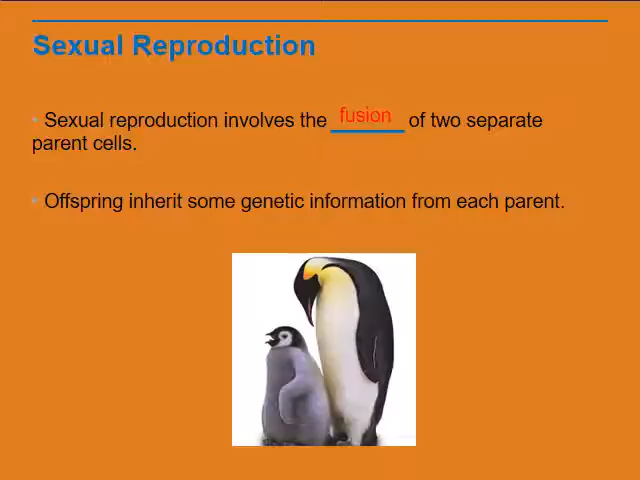 Sexual Reproduction
• Sexual reproduction involves the fusion of two separate
parent cells.
• Offspring inherit some genetic information from each parent.